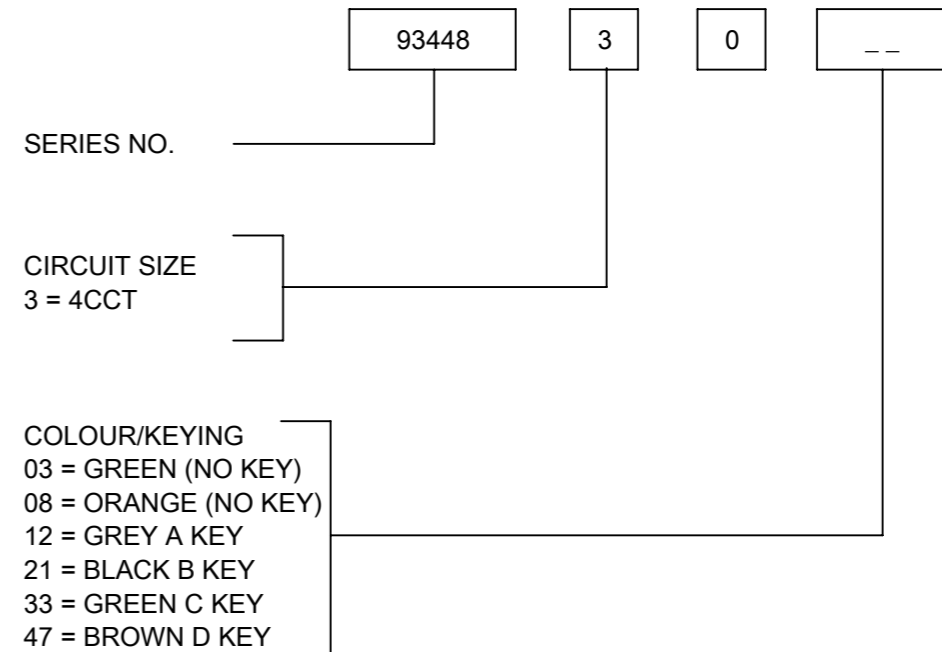 93448 3 0 _ _
SERIES NO.
CIRCUIT SIZE
3 = 4CCT
COLOUR/KEYING
03 = GREEN (NO KEY)
08 = ORANGE (NO KEY)
12 = GREY A KEY
21 = BLACK B KEY
33 = GREEN C KEY
47 = BROWN D KEY